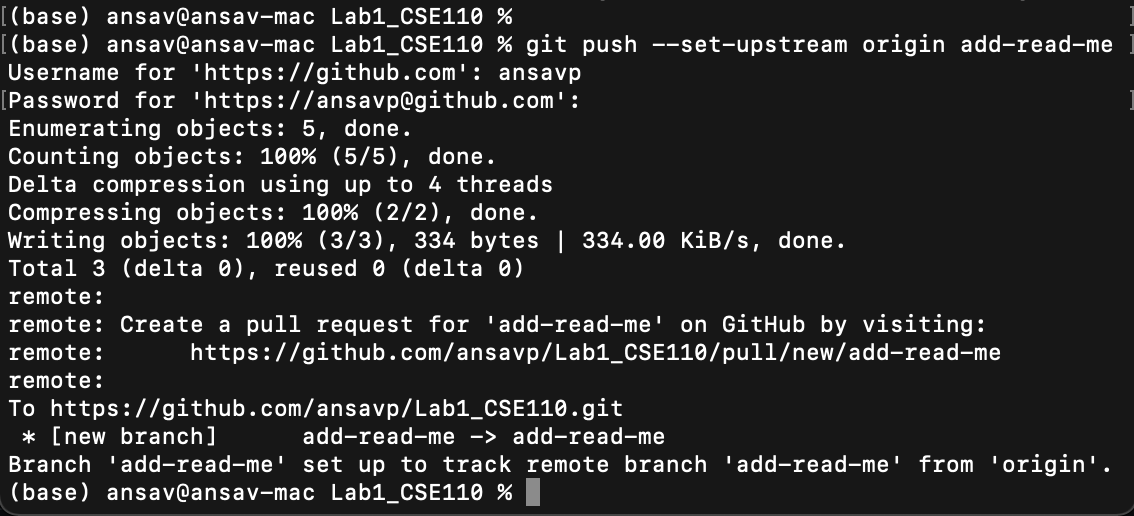 [(base) ansav@ansav-mac Lab1_CSE110 % ]
[(base) ansav@ansav-mac Lab1_CSE110 % git push --set-upstream origin add-read-me ]
Username for 'https://github.com': ansavp
[Password for 'https://ansavp@github.com': ]
Enumerating objects: 5, done.
Counting objects: 100% (5/5), done.
Delta compression using up to 4 threads
Compressing objects: 100% (2/2), done.
Writing objects: 100% (3/3), 334 bytes | 334.00 KiB/s, done.
Total 3 (delta 0), reused 0 (delta 0)
remote:
remote: Create a pull request for 'add-read-me' on GitHub by visiting:
remote:      https://github.com/ansavp/Lab1_CSE110/pull/new/add-read-me
remote:
To https://github.com/ansavp/Lab1_CSE110.git
 * [new branch]      add-read-me -> add-read-me
Branch 'add-read-me' set up to track remote branch 'add-read-me' from 'origin'.
(base) ansav@ansav-mac Lab1_CSE110 %